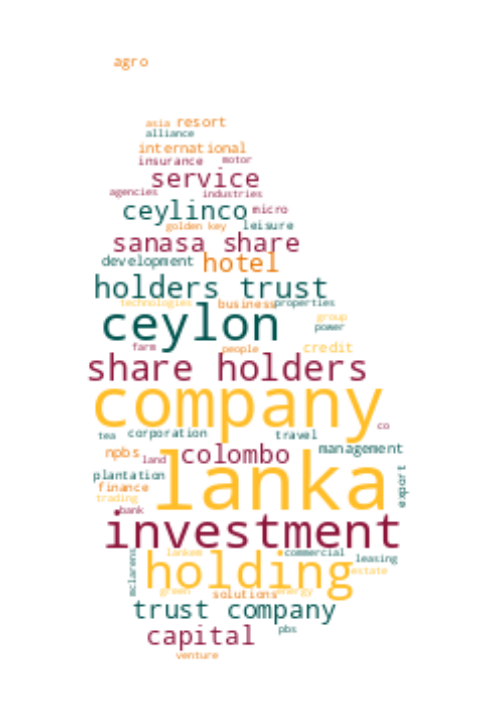 agro
asia resort
alliance
international
insurance motor
service
agencies industries
ceylinco micro
golden key leisure
sanasa share
development hotel
holders trust
technologies business properties
ceylon group
power
farm people credit
share holders
company
co
tea corporation travel
npbs land colombo management
plantation lanka export
finance
trading
bank
investment
lankem commercial
mclarens holding leasing
estate
green solutions energy
trust company
capital pbs
venture